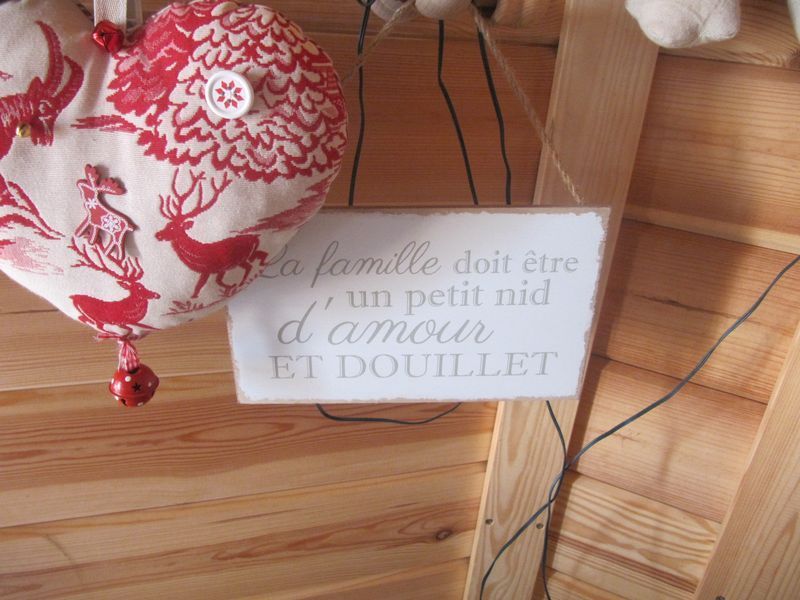 La famille doit être
un petit nid
d'amour
ET DOUILLET